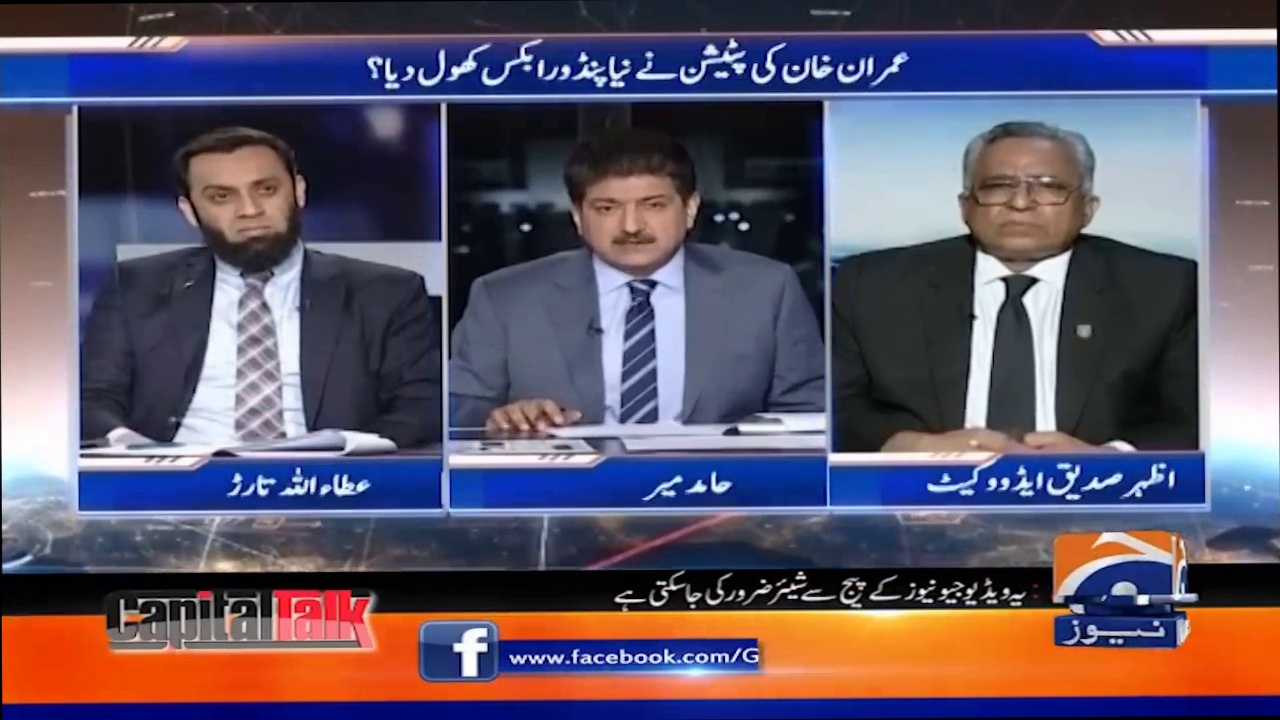 عمران خان کی پٹیشن نے نیا پنڈورا بکس کھول دیا؟
اظہر صدیق ایڈووکیٹ
حامد میر
عطاء اللہ تارڑ
یہ ویڈیو جیو نیوز کے پیج سے شیئر ضرور کی جاسکتی ہے :
Capital Talk
f www.facebook.com/G
جیو
نیوز